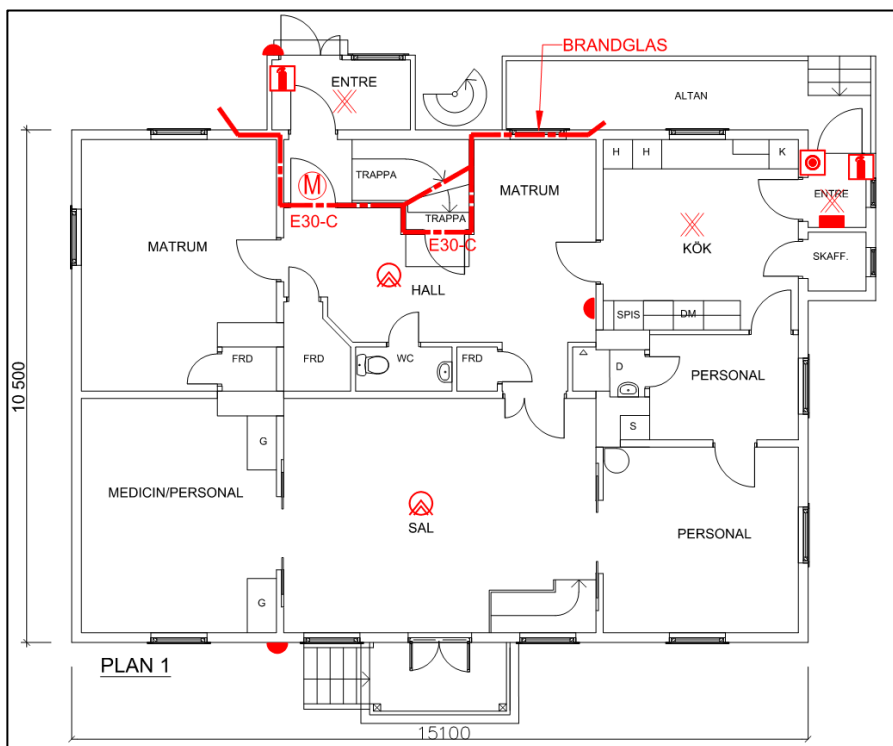 BRANDGLAS
ENTRE
ALTAN
H
H
K
TRAPPA
M
MATRUM
ENTRE
E30-C
TRAPPA
E30-C
MATRUM
KÖK
SKAFF.
HALL
SPIS
DM
FRD
FRD
WC
FRD
D
PERSONAL
S
G
MEDICIN/PERSONAL
SAL
PERSONAL
G
PLAN 1
10 500
15100